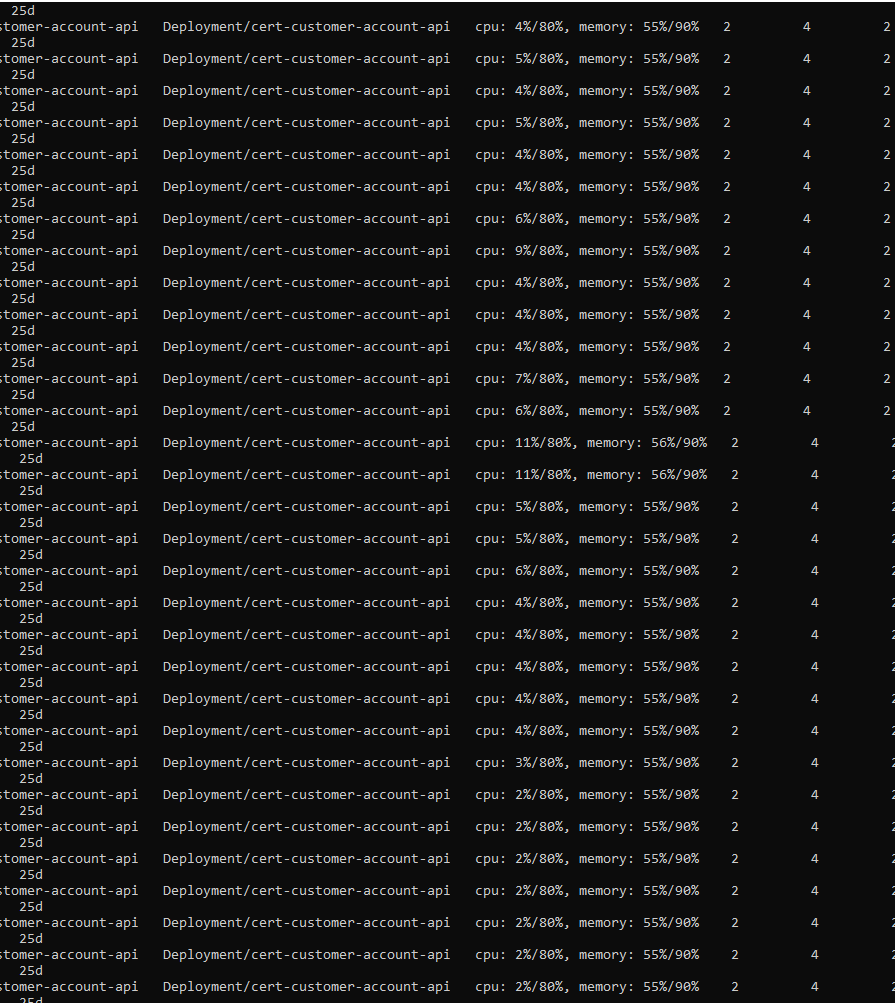 25d
stomer-account-api Deployment/cert-customer-account-api cpu: 4%/80%, memory: 55%/90% 2 4 2
25d
stomer-account-api Deployment/cert-customer-account-api cpu: 5%/80%, memory: 55%/90% 2 4 2
25d
stomer-account-api Deployment/cert-customer-account-api cpu: 4%/80%, memory: 55%/90% 2 4 2
25d
stomer-account-api Deployment/cert-customer-account-api cpu: 5%/80%, memory: 55%/90% 2 4 2
25d
stomer-account-api Deployment/cert-customer-account-api cpu: 4%/80%, memory: 55%/90% 2 4 2
25d
stomer-account-api Deployment/cert-customer-account-api cpu: 4%/80%, memory: 55%/90% 2 4 2
25d
stomer-account-api Deployment/cert-customer-account-api cpu: 6%/80%, memory: 55%/90% 2 4 2
25d
stomer-account-api Deployment/cert-customer-account-api cpu: 9%/80%, memory: 55%/90% 2 4 2
25d
stomer-account-api Deployment/cert-customer-account-api cpu: 4%/80%, memory: 55%/90% 2 4 2
25d
stomer-account-api Deployment/cert-customer-account-api cpu: 4%/80%, memory: 55%/90% 2 4 2
25d
stomer-account-api Deployment/cert-customer-account-api cpu: 4%/80%, memory: 55%/90% 2 4 2
25d
stomer-account-api Deployment/cert-customer-account-api cpu: 7%/80%, memory: 55%/90% 2 4 2
25d
stomer-account-api Deployment/cert-customer-account-api cpu: 6%/80%, memory: 55%/90% 2 4 2
25d
stomer-account-api Deployment/cert-customer-account-api cpu: 11%/80%, memory: 56%/90% 2 4 2
25d
stomer-account-api Deployment/cert-customer-account-api cpu: 11%/80%, memory: 56%/90% 2 4 2
25d
stomer-account-api Deployment/cert-customer-account-api cpu: 5%/80%, memory: 55%/90% 2 4 2
25d
stomer-account-api Deployment/cert-customer-account-api cpu: 5%/80%, memory: 55%/90% 2 4 2
25d
stomer-account-api Deployment/cert-customer-account-api cpu: 6%/80%, memory: 55%/90% 2 4 2
25d
stomer-account-api Deployment/cert-customer-account-api cpu: 4%/80%, memory: 55%/90% 2 4 2
25d
stomer-account-api Deployment/cert-customer-account-api cpu: 4%/80%, memory: 55%/90% 2 4 2
25d
stomer-account-api Deployment/cert-customer-account-api cpu: 4%/80%, memory: 55%/90% 2 4 2
25d
stomer-account-api Deployment/cert-customer-account-api cpu: 4%/80%, memory: 55%/90% 2 4 2
25d
stomer-account-api Deployment/cert-customer-account-api cpu: 4%/80%, memory: 55%/90% 2 4 2
25d
stomer-account-api Deployment/cert-customer-account-api cpu: 3%/80%, memory: 55%/90% 2 4 2
25d
stomer-account-api Deployment/cert-customer-account-api cpu: 2%/80%, memory: 55%/90% 2 4 2
25d
stomer-account-api Deployment/cert-customer-account-api cpu: 2%/80%, memory: 55%/90% 2 4 2
25d
stomer-account-api Deployment/cert-customer-account-api cpu: 2%/80%, memory: 55%/90% 2 4 2
25d
stomer-account-api Deployment/cert-customer-account-api cpu: 2%/80%, memory: 55%/90% 2 4 2
25d
stomer-account-api Deployment/cert-customer-account-api cpu: 2%/80%, memory: 55%/90% 2 4 2
25d
stomer-account-api Deployment/cert-customer-account-api cpu: 2%/80%, memory: 55%/90% 2 4 2
25d
stomer-account-api Deployment/cert-customer-account-api cpu: 2%/80%, memory: 55%/90% 2 4 2
25d